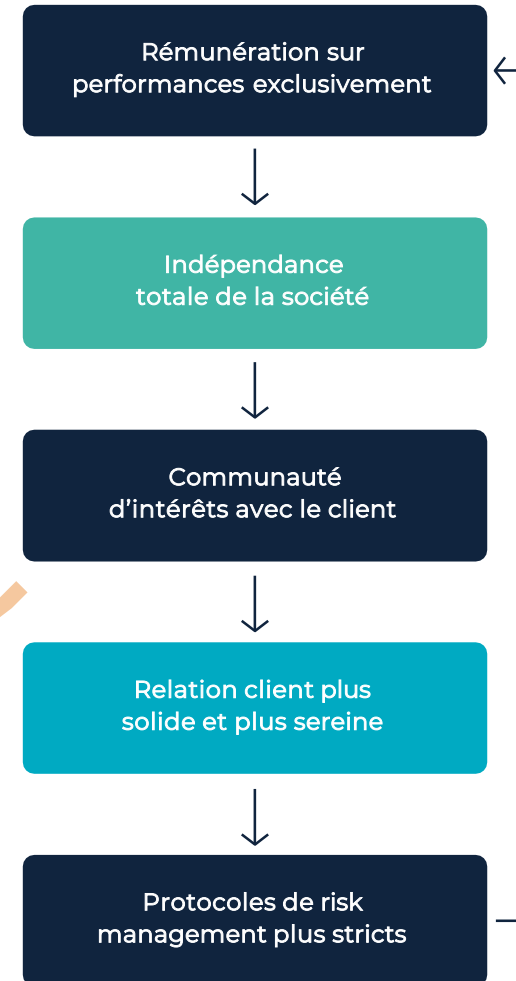 Rémunération sur
performances exclusivement
Indépendance
totale de la société
Communauté
d’intérêts avec le client
Relation client plus
solide et plus sereine
Protocoles de risk
management plus stricts